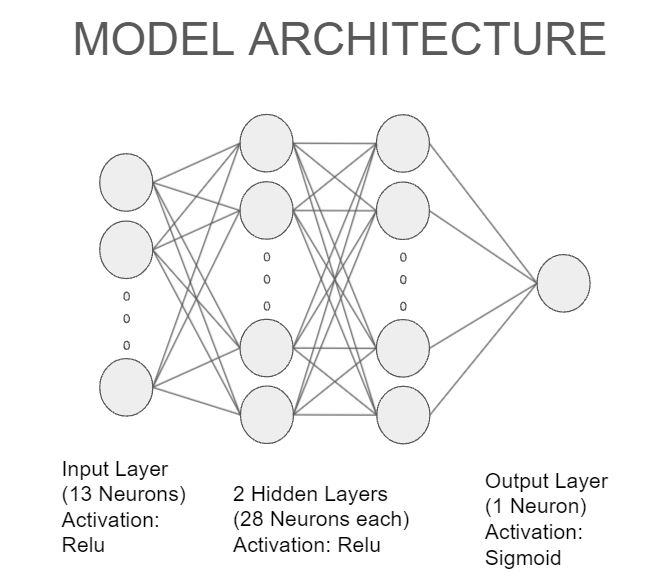 MODEL ARCHITECTURE
Input Layer
(13 Neurons)
Activation:
Relu
2 Hidden Layers
(28 Neurons each)
Activation: Relu
Output Layer
(1 Neuron)
Activation:
Sigmoid